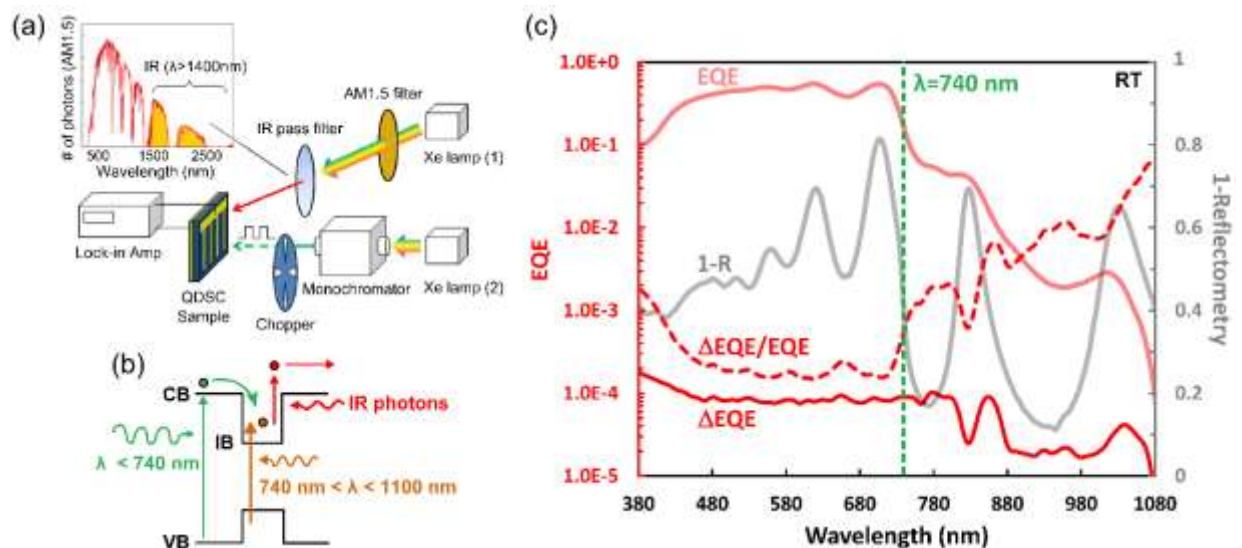 (a)
# of photons (AM1.5)
IR (λ>1400nm)
500 1500 2500
Wavelength (nm)
AM1.5 filter
IR pass filter
Xe lamp (1)
Lock-in Amp
QDSC
Sample
Chopper
Monochromator
Xe lamp (2)
(b)
CB
IR photons
IB
λ < 740 nm
740 nm < λ < 1100 nm
VB
(c)
EQE
1.0E+0
1.0E-1
1.0E-2
1.0E-3
1.0E-4
1.0E-5
EQE
λ=740 nm
RT
1-R
ΔEQE/EQE
ΔEQE
1
0.8
0.6
0.4
0.2
0
1-Reflectometry
380 480 580 680 780 880 980 1080
Wavelength (nm)